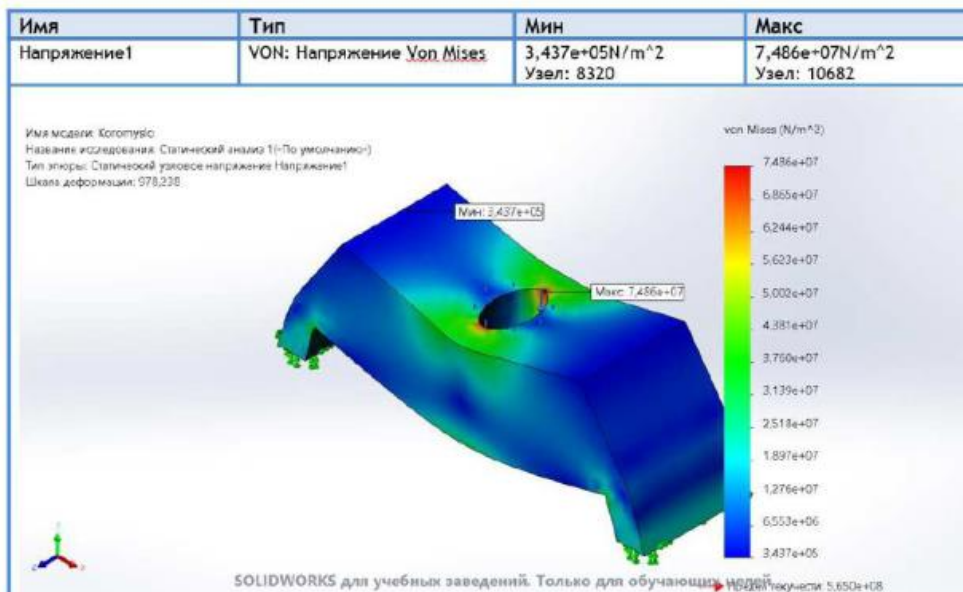 Имя Тип Мин Макс
Напряжение1 VON: Напряжение Von Mises 3,437e+05N/m^2 7,486e+07N/m^2
Узел: 8320 Узел: 10682
Имя модели: Koromyslo
Название исследования: Статический анализ 1(-По умолчанию-)
Тип эпюры: Статический узловое напряжение Напряжение1
Шкала деформации: 978,238
von Mises (N/m^2)
7,486e+07
6,865e+07
6,244e+07
5,623e+07
5,002e+07
4,381e+07
3,760e+07
3,139e+07
2,518e+07
1,897e+07
1,276e+07
6,553e+06
3,437e+05
Мин: 3,437e+05
Макс: 7,486e+07
Предел текучести: 5,650e+08
SOLIDWORKS для учебных заведений. Только для обучающих целей.